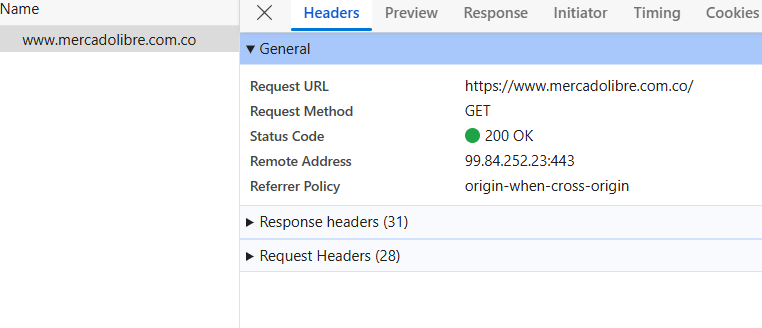 Name
www.mercadolibre.com.co
Headers Preview Response Initiator Timing Cookies
General
Request URL https://www.mercadolibre.com.co/
Request Method GET
Status Code 200 OK
Remote Address 99.84.252.23:443
Referrer Policy origin-when-cross-origin
Response headers (31)
Request Headers (28)